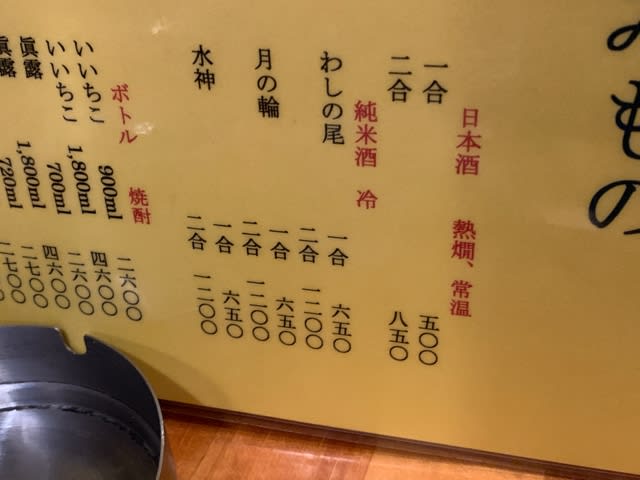 みもの
日本酒 熱燗、常温
一合 五〇〇
二合 八五〇
純米酒 冷
わしの尾 一合 六五〇
二合 一二〇〇
月の輪 一合 六五〇
二合 一二〇〇
水神 一合 六五〇
二合 一二〇〇
ボトル 焼酎
いいちこ 900ml 二六〇〇
いいちこ 1,800ml 四六〇〇
眞露 700ml 二六〇〇
眞露 1,800ml 四六〇〇
720ml 二七〇〇